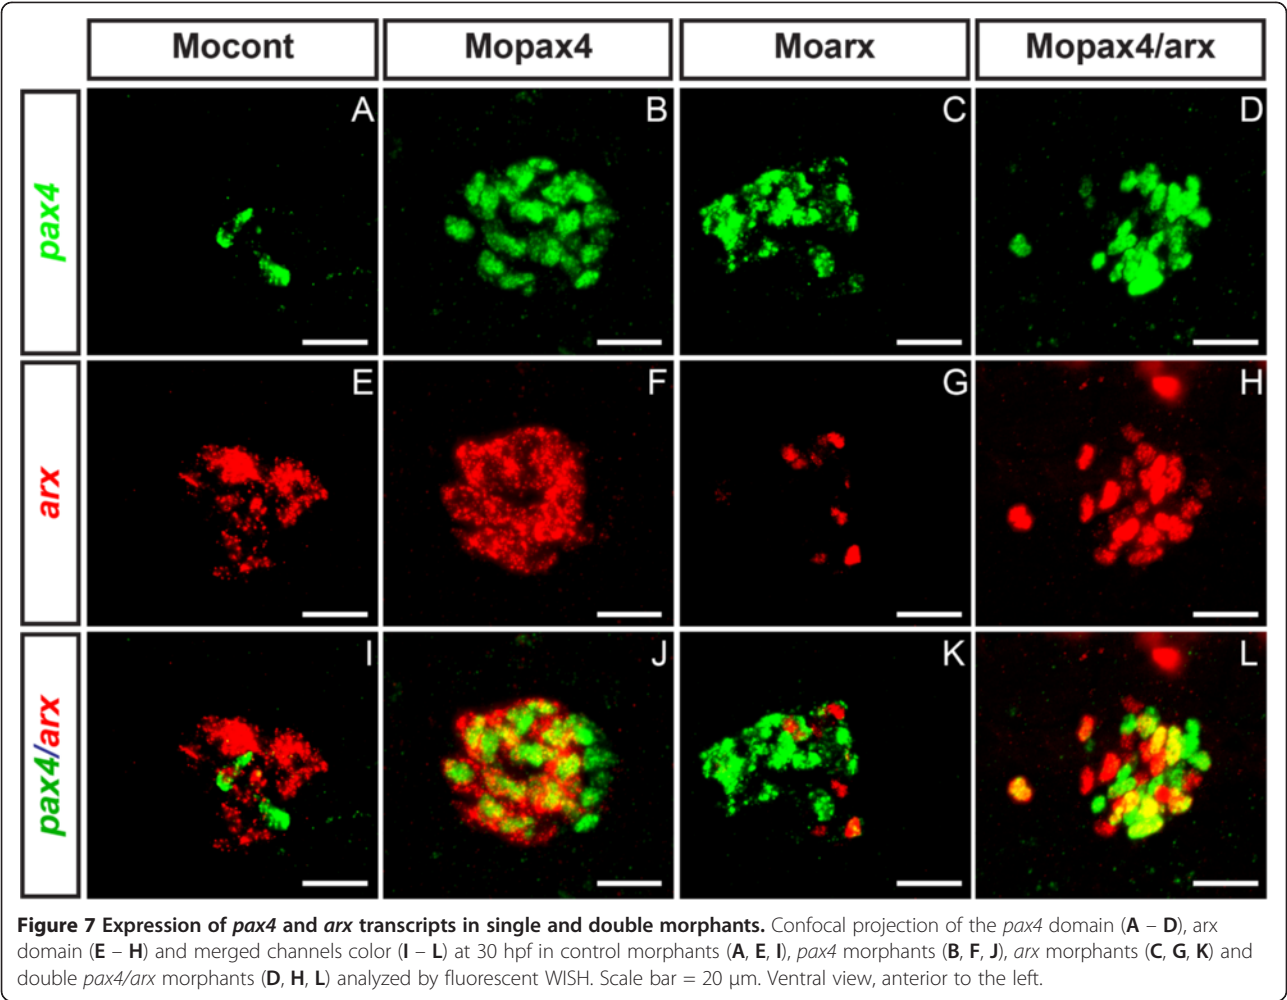 Mocont Mopax4 Moarx Mopax4/arx
pax4 A B C D
arx E F G H
pax4/arx I J K L
Figure 7 Expression of pax4 and arx transcripts in single and double morphants. Confocal projection of the pax4 domain (A – D), arx
domain (E – H) and merged channels color (I – L) at 30 hpf in control morphants (A, E, I), pax4 morphants (B, F, J), arx morphants (C, G, K) and
double pax4/arx morphants (D, H, L) analyzed by fluorescent WISH. Scale bar = 20 μm. Ventral view, anterior to the left.